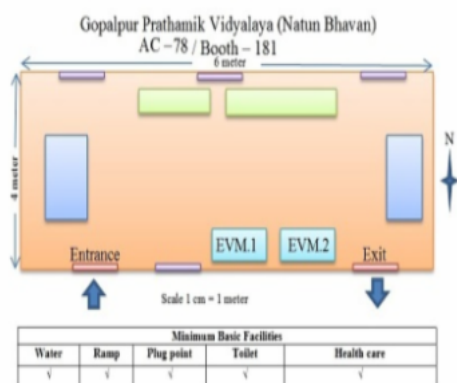 Gopalpur Prathamik Vidyalaya (Natun Bhavan)
AC – 78 / Booth - 181
6 meter
4 meter
N
EVM.1
EVM.2
Entrance
Exit
Scale 1 cm = 1 meter
Minimum Basic Facilities
Water Ramp Plug point Toilet Health care
√ √ √ √ √